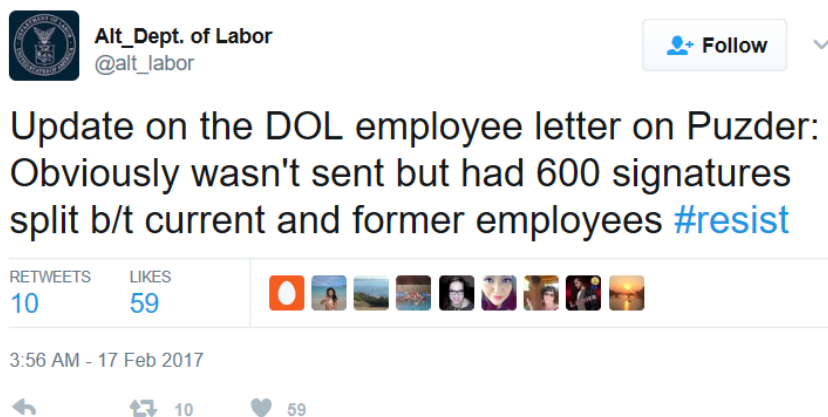 Alt_Dept. of Labor
@alt_labor
Follow
Update on the DOL employee letter on Puzder:
Obviously wasn't sent but had 600 signatures
split b/t current and former employees #resist
RETWEETS LIKES
10 59
3:56 AM - 17 Feb 2017
10 59